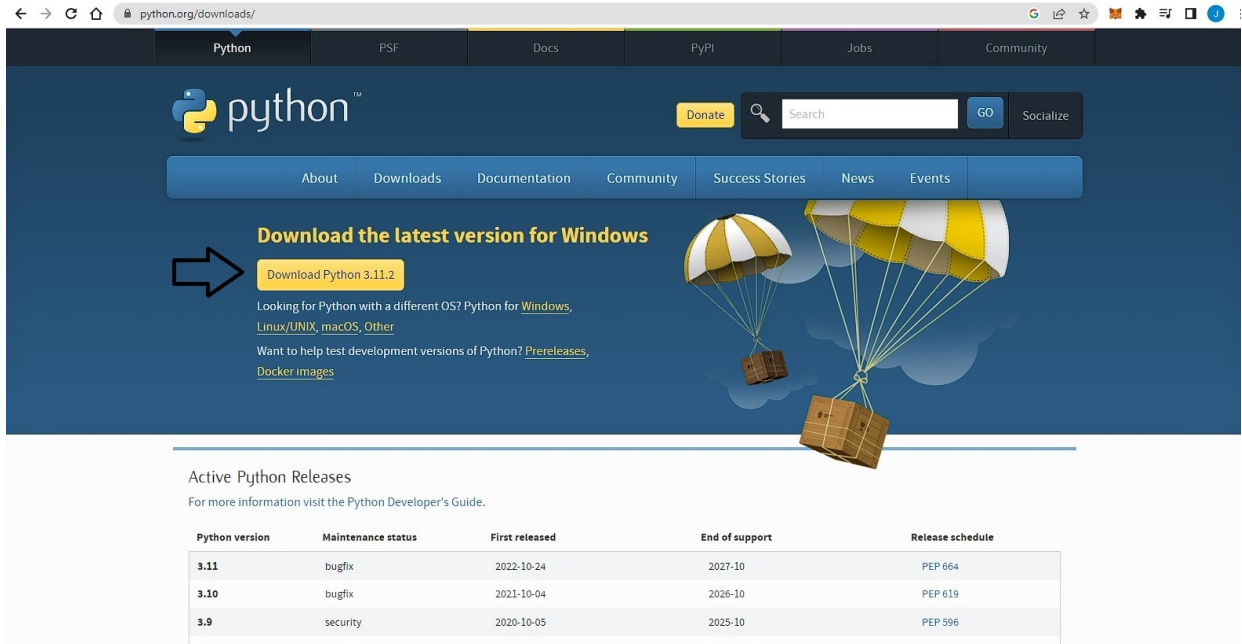 python.org/downloads/
Python PSF Docs PyPI Jobs Community
python™
Donate Search GO Socialize
About Downloads Documentation Community Success Stories News Events
Download the latest version for Windows
Download Python 3.11.2
Looking for Python with a different OS? Python for Windows,
Linux/UNIX, macOS, Other
Want to help test development versions of Python? Prereleases,
Docker images
Active Python Releases
For more information visit the Python Developer's Guide.
Python version Maintenance status First released End of support Release schedule
3.11 bugfix 2022-10-24 2027-10 PEP 664
3.10 bugfix 2021-10-04 2026-10 PEP 619
3.9 security 2020-10-05 2025-10 PEP 596